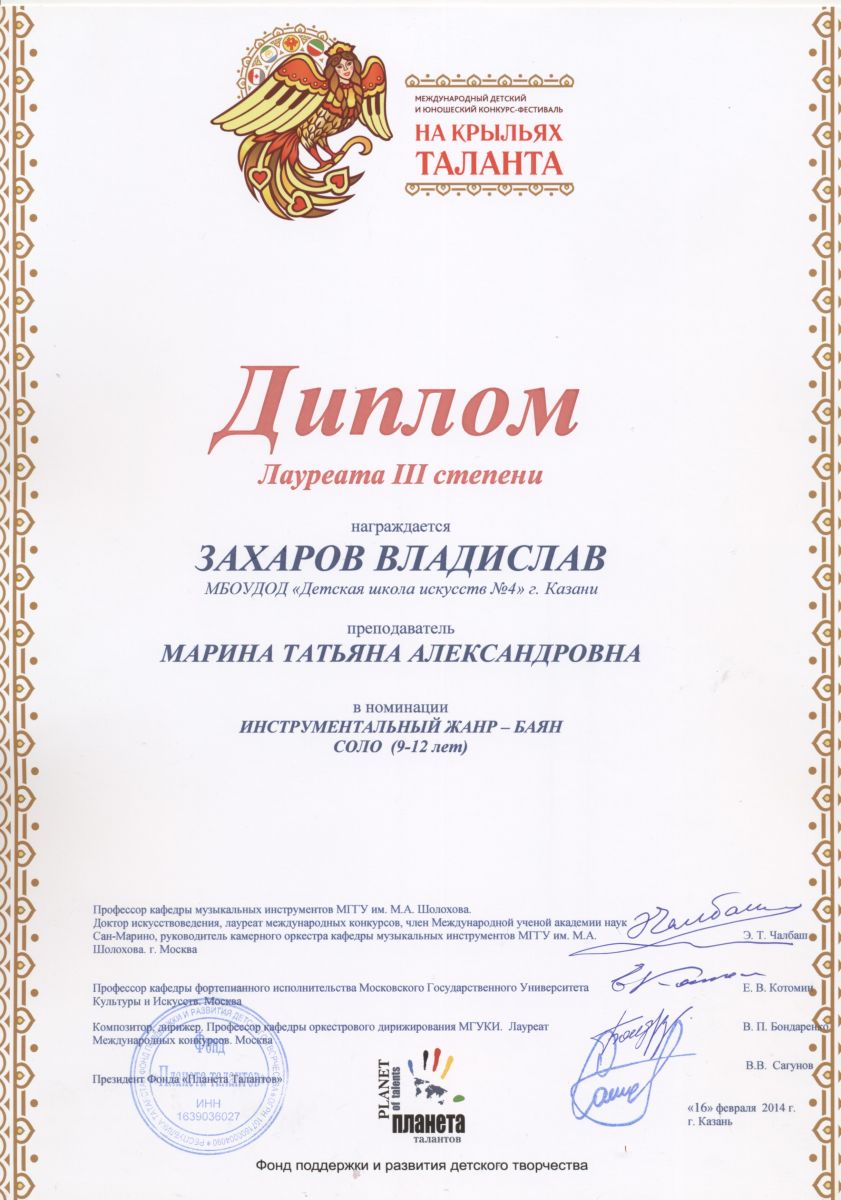 МЕЖДУНАРОДНЫЙ ДЕТСКИЙ
И ЮНОШЕСКИЙ КОНКУРС-ФЕСТИВАЛЬ
НА КРЫЛЬЯХ
ТАЛАНТА
Диплом
Лауреата III степени
награждается
ЗАХАРОВ ВЛАДИСЛАВ
МБОУДОД «Детская школа искусств №4» г. Казани
преподаватель
МАРИНА ТАТЬЯНА АЛЕКСАНДРОВНА
в номинации
ИНСТРУМЕНТАЛЬНЫЙ ЖАНР – БАЯН
СОЛО (9-12 лет)
Профессор кафедры музыкальных инструментов МГГУ им. М.А. Шолохова.
Доктор искусствоведения, лауреат международных конкурсов, член Международной ученой академии наук
Сан-Марино, руководитель камерного оркестра кафедры музыкальных инструментов МГГУ им. М.А. Э. Т. Чалбаш
Шолохова. г. Москва
Профессор кафедры фортепианного исполнительства Московского Государственного Университета Е. В. Котомин
Культуры и Искусств. Москва
Композитор, дирижер. Профессор кафедры оркестрового дирижирования МГУКИ. Лауреат В. П. Бондаренко
Международных конкурсов. Москва
В.В. Сагунов
Президент Фонда «Планета Талантов»
Фонд
Планета талантов
ИНН
1639036027
PLANET
of talents
планета
талантов
«16» февраля 2014 г.
г. Казань
Фонд поддержки и развития детского творчества